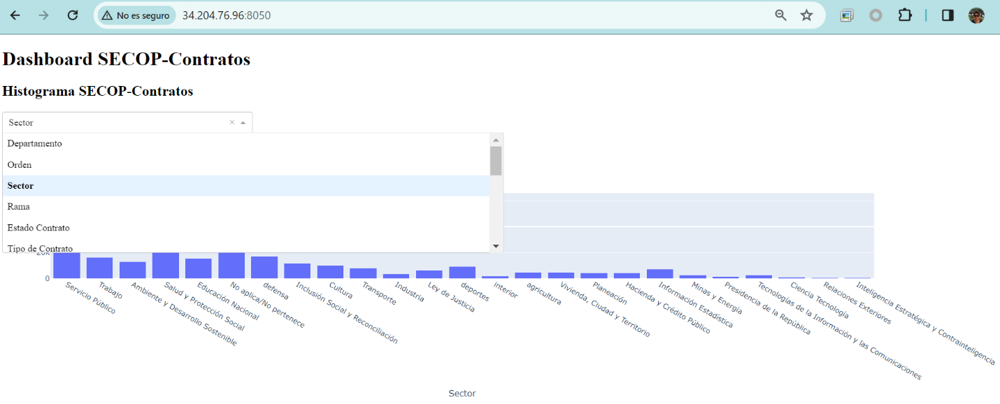 No es seguro 34.204.76.96:8050
Dashboard SECOP-Contratos
Histograma SECOP-Contratos
Sector
Departamento
Orden
Sector
Rama
Estado Contrato
Tipo de Contrato
20k
0
Servicio Público
Trabajo
Ambiente y Desarrollo Sostenible
Salud y Protección Social
Educación Nacional
No aplica/No pertenece
defensa
Inclusión Social y Reconciliación
Cultura
Transporte
Industria
Ley de Justicia
deportes
interior
agricultura
Vivienda, Ciudad y Territorio
Planeación
Hacienda y Crédito Público
Información Estadística
Minas y Energía
Presidencia de la República
Tecnologías de la Información y las Comunicaciones
Ciencia Tecnología
Relaciones Exteriores
Inteligencia Estratégica y Contrainteligencia
Sector